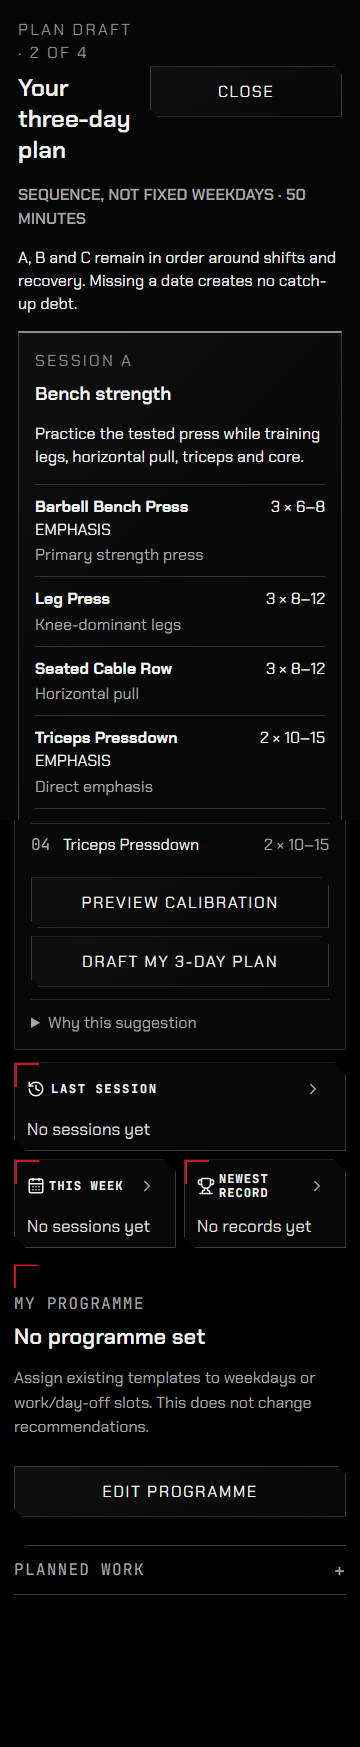 PLAN DRAFT
· 2 OF 4
Your
three-day
plan
CLOSE
SEQUENCE, NOT FIXED WEEKDAYS · 50
MINUTES
A, B and C remain in order around shifts and
recovery. Missing a date creates no catch-
up debt.
SESSION A
Bench strength
Practice the tested press while training
legs, horizontal pull, triceps and core.
Barbell Bench Press 3 × 6–8
EMPHASIS
Primary strength press
Leg Press 3 × 8–12
Knee-dominant legs
Seated Cable Row 3 × 8–12
Horizontal pull
Triceps Pressdown 2 × 10–15
EMPHASIS
Direct emphasis
04 Triceps Pressdown 2 × 10–15
PREVIEW CALIBRATION
DRAFT MY 3-DAY PLAN
Why this suggestion
LAST SESSION
No sessions yet
THIS WEEK
No sessions yet
NEWEST
RECORD
No records yet
MY PROGRAMME
No programme set
Assign existing templates to weekdays or
work/day-off slots. This does not change
recommendations.
EDIT PROGRAMME
PLANNED WORK +